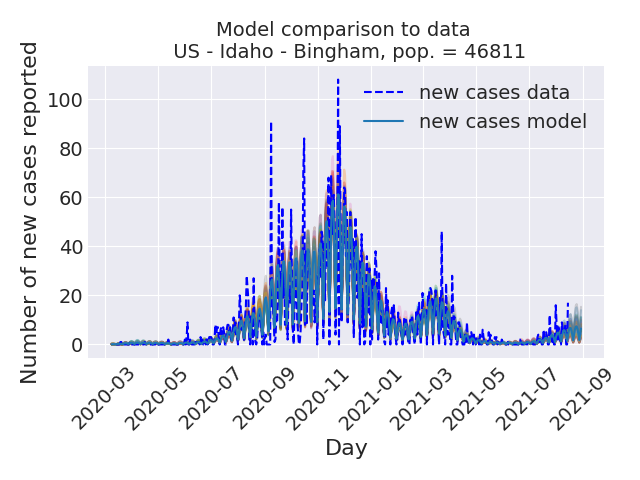 Model comparison to data
US - Idaho - Bingham, pop. = 46811
new cases data
new cases model
Number of new cases reported
100
80
60
40
20
0
2020-03
2020-05
2020-07
2020-09
2020-11
2021-01
2021-03
2021-05
2021-07
2021-09
Day